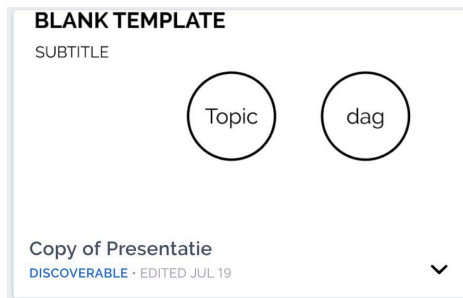 BLANK TEMPLATE
SUBTITLE
Topic
dag
Copy of Presentatie
DISCOVERABLE • EDITED JUL 19